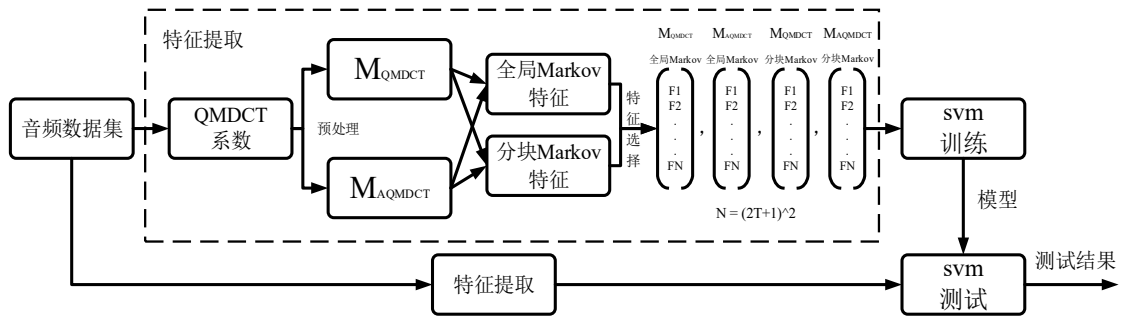 特征提取
音频数据集
QMDCT
系数
预处理
MQMDCT
MAQMDCT
全局Markov
特征
分块Markov
特征
特征选择
MQMDCT
全局Markov
F1
F2
.
.
.
FN
,
MAQMDCT
全局Markov
F1
F2
.
.
.
FN
,
MQMDCT
分块Markov
F1
F2
.
.
.
FN
,
MAQMDCT
分块Markov
F1
F2
.
.
.
FN
N = (2T+1)^2
svm
训练
模型
特征提取
svm
测试
测试结果